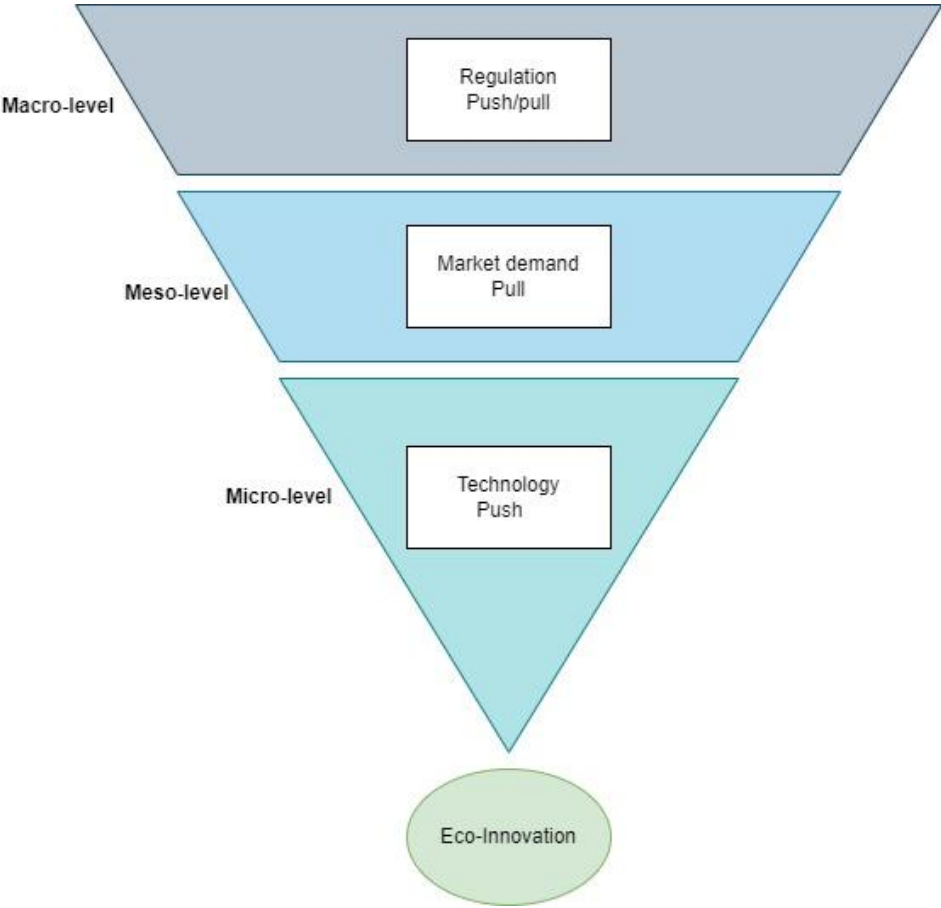 Regulation
Push/pull
Macro-level
Market demand
Pull
Meso-level
Technology
Push
Micro-level
Eco-Innovation